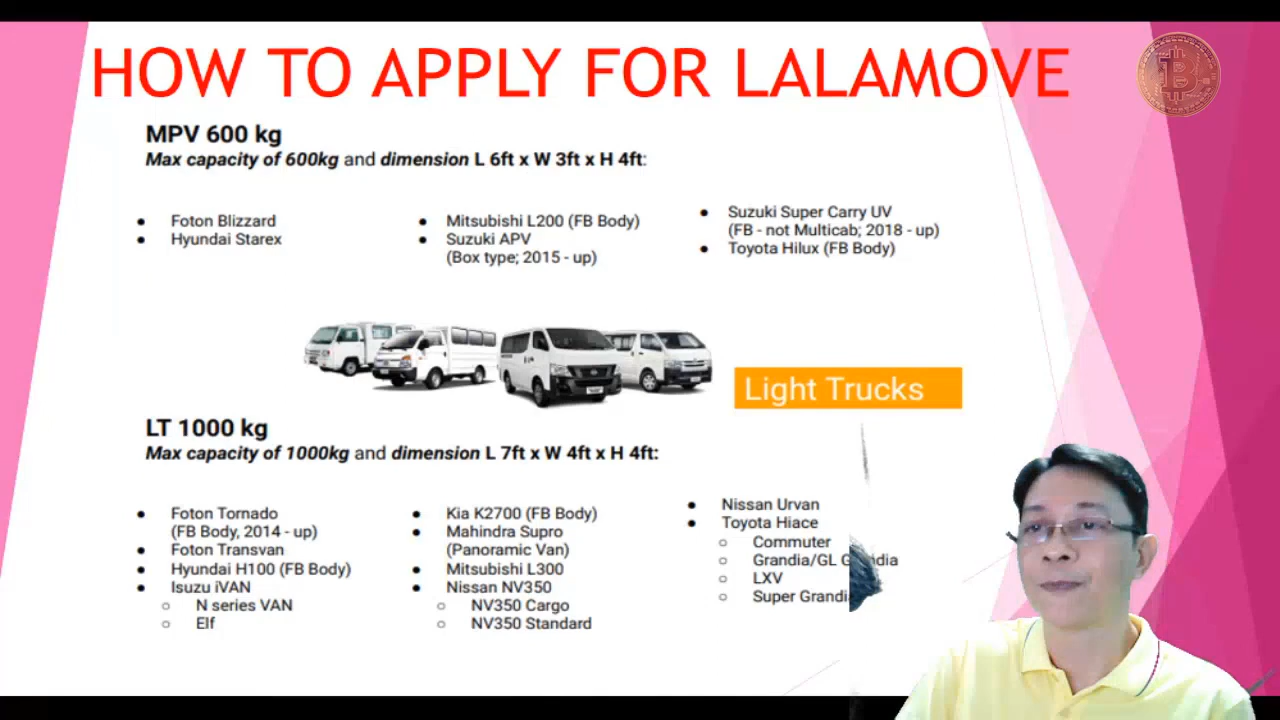 HOW TO APPLY FOR LALAMOVE
MPV 600 kg
Max capacity of 600kg and dimension L 6ft x W 3ft x H 4ft:
• Foton Blizzard
• Hyundai Starex
• Mitsubishi L200 (FB Body)
• Suzuki APV
(Box type; 2015 - up)
• Suzuki Super Carry UV
(FB - not Multicab; 2018 - up)
• Toyota Hilux (FB Body)
Light Trucks
LT 1000 kg
Max capacity of 1000kg and dimension L 7ft x W 4ft x H 4ft:
• Foton Tornado
(FB Body, 2014 - up)
• Foton Transvan
• Hyundai H100 (FB Body)
• Isuzu iVAN
○ N series VAN
○ Elf
• Kia K2700 (FB Body)
• Mahindra Supro
(Panoramic Van)
• Mitsubishi L300
• Nissan NV350
○ NV350 Cargo
○ NV350 Standard
• Nissan Urvan
• Toyota Hiace
○ Commuter
○ Grandia/GL
○ LXV
○ Super